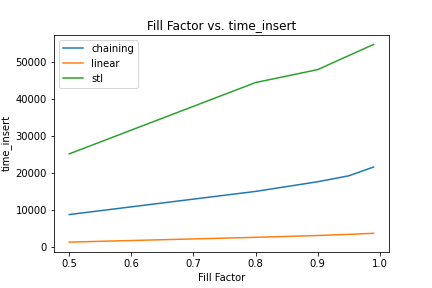 Fill Factor vs. time_insert
chaining
linear
stl
time_insert
50000
40000
30000
20000
10000
0
0.5 0.6 0.7 0.8 0.9 1.0
Fill Factor